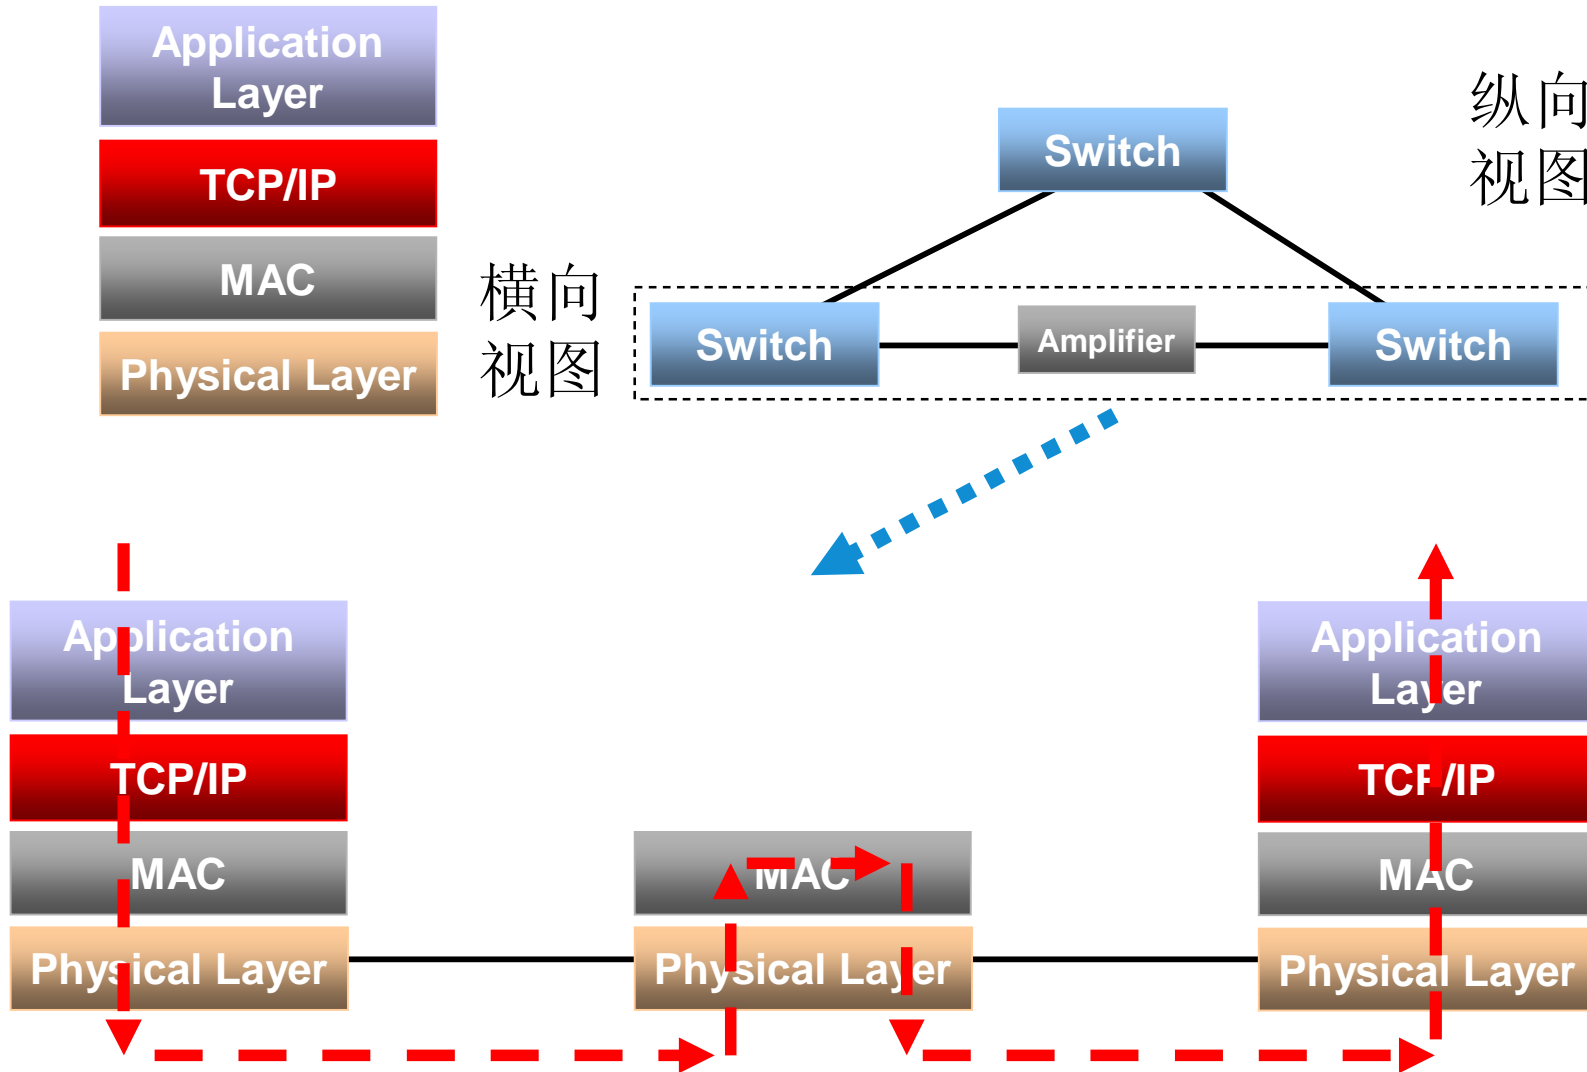 Application
Layer
TCP/IP
MAC
Physical Layer
横向
视图
Switch
Switch
Amplifier
Switch
纵向
视图
Application
Layer
TCP/IP
MAC
Physical Layer
MAC
Physical Layer
Application
Layer
TCP/IP
MAC
Physical Layer